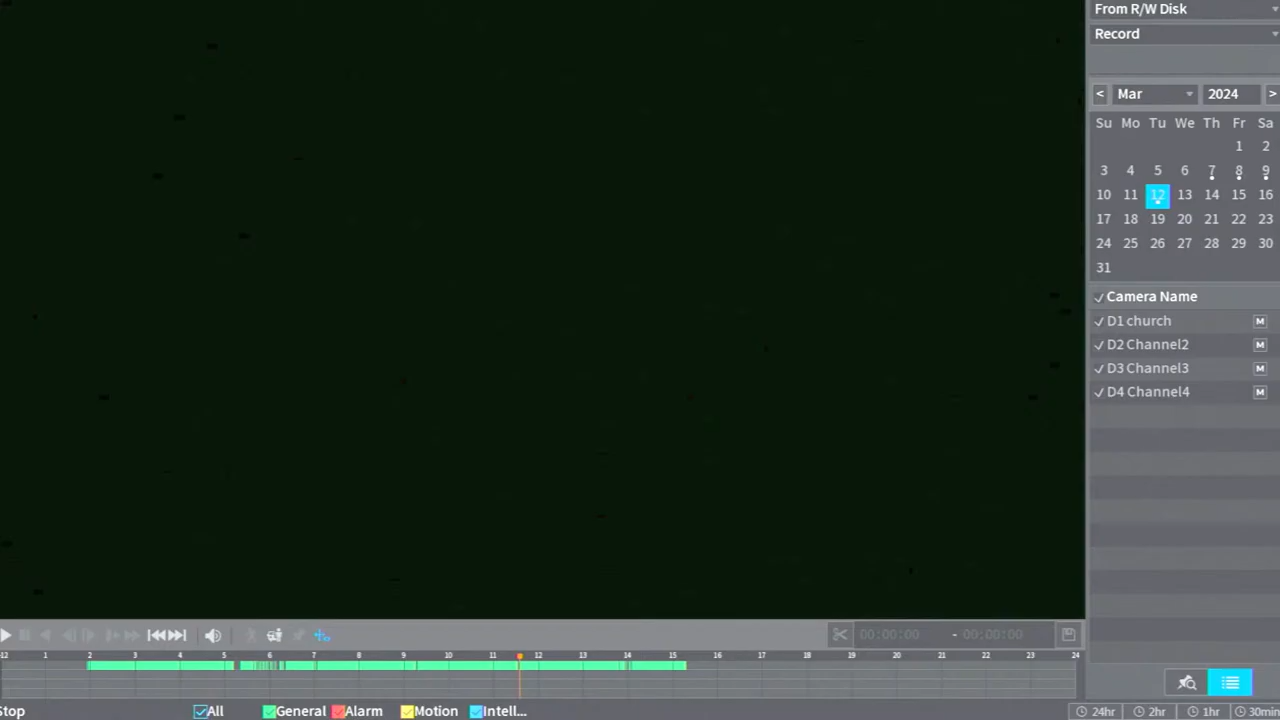 From R/W Disk
Record
< Mar 2024 >
Su Mo Tu We Th Fr Sa
1 2
3 4 5 6 7 8 9
10 11 12 13 14 15 16
17 18 19 20 21 22 23
24 25 26 27 28 29 30
31
Camera Name
D1 church M
D2 Channel2 M
D3 Channel3 M
D4 Channel4 M
00:00:00 - 00:00:00
12 1 2 3 4 5 6 7 8 9 10 11 12 13 14 15 16 17 18 19 20 21 22 23 24
Stop All General Alarm Motion Intell... 24hr 2hr 1hr 30min